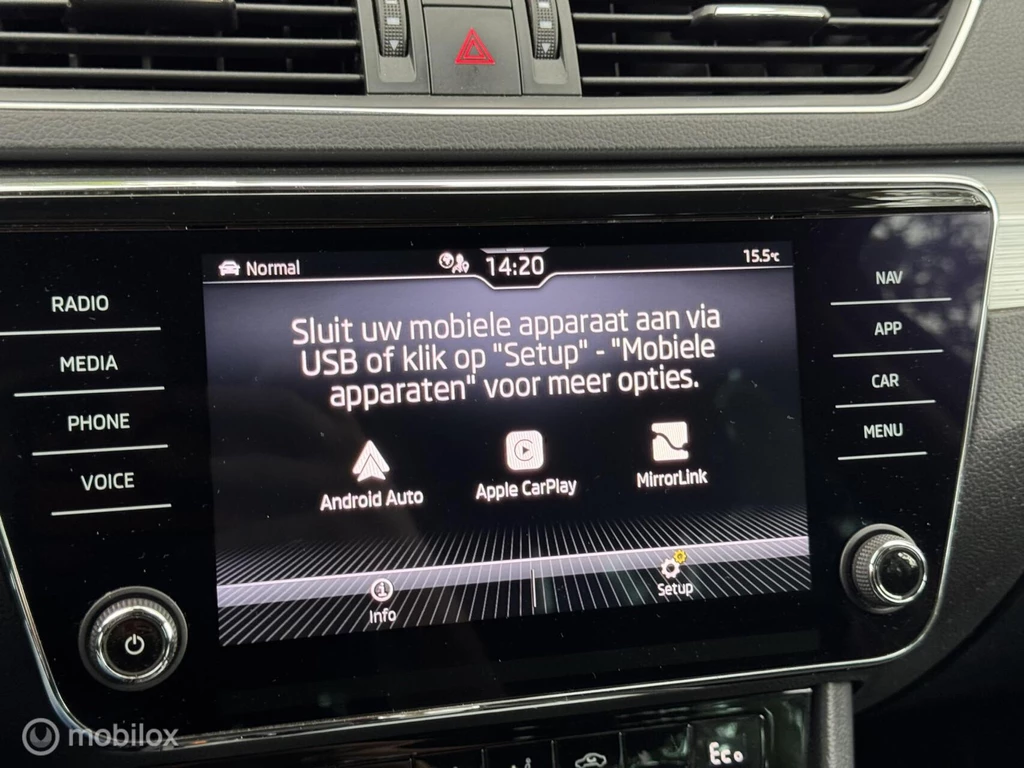 Normal
14:20
15.5°C
RADIO
MEDIA
PHONE
VOICE
Sluit uw mobiele apparaat aan via
USB of klik op "Setup" - "Mobiele
apparaten" voor meer opties.
Android Auto
Apple CarPlay
MirrorLink
Info
Setup
NAV
APP
CAR
MENU
Eco
mobilox